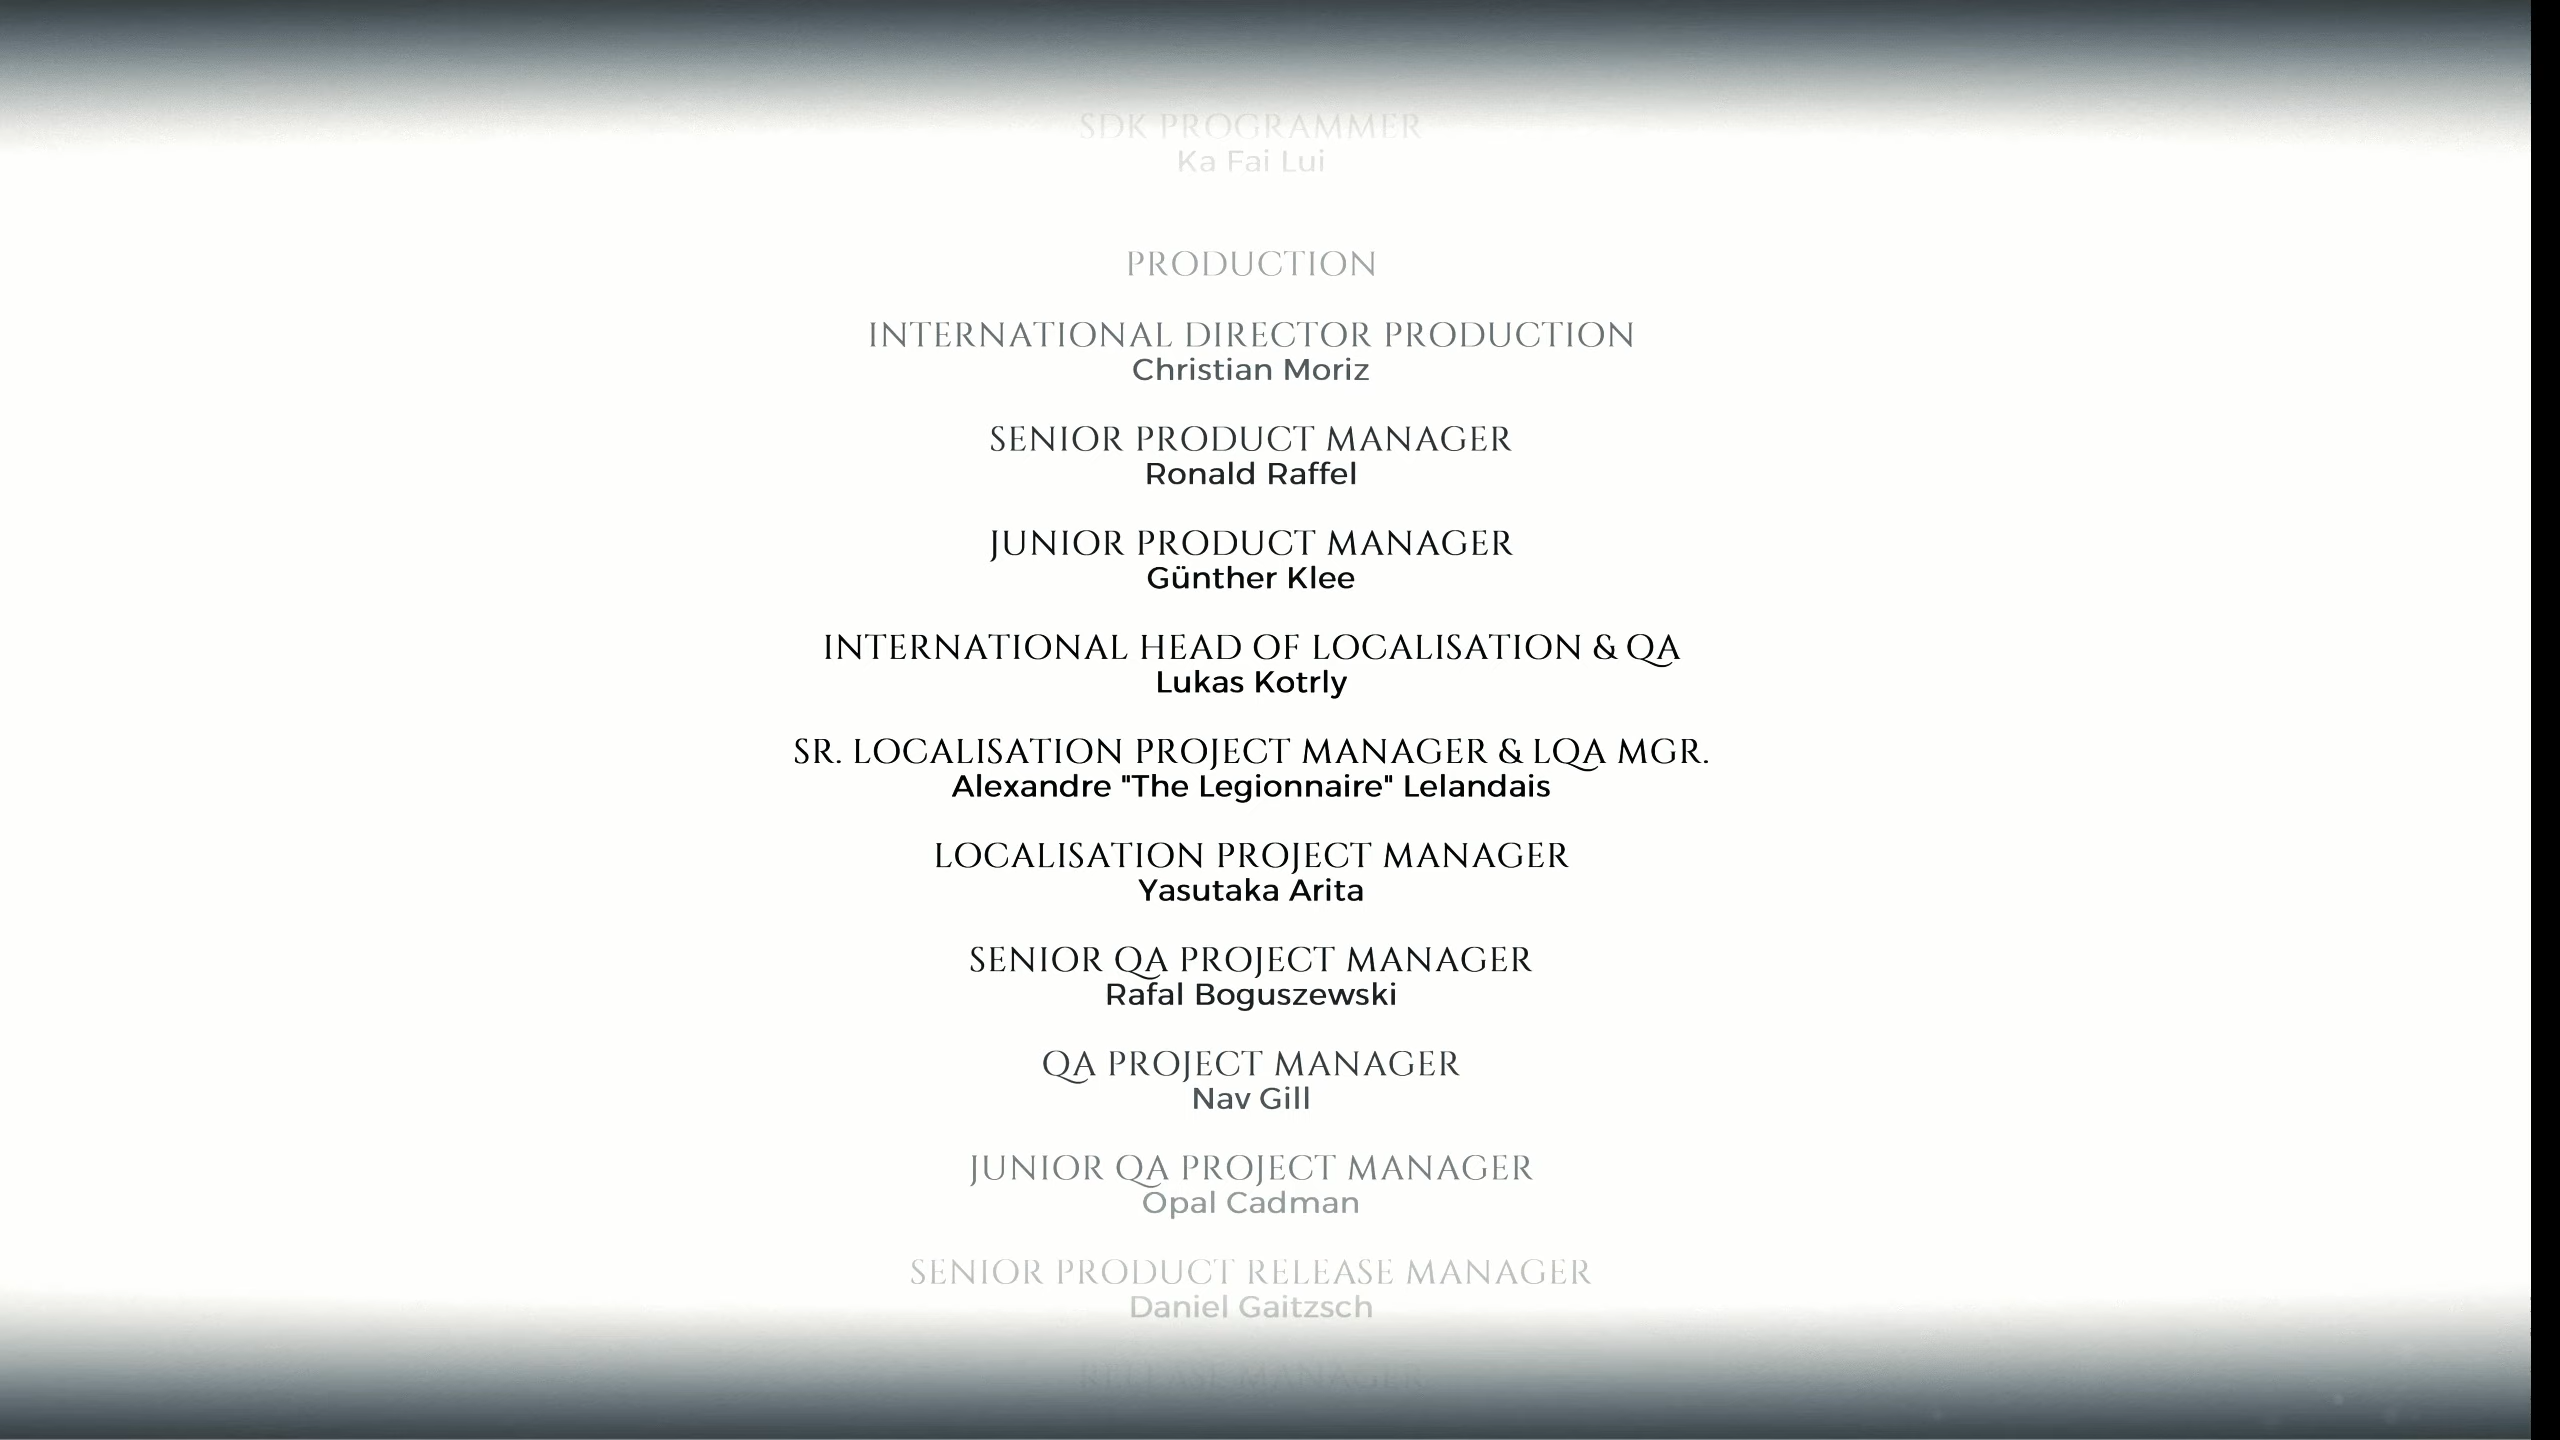 SDK PROGRAMMER
Ka Fai Lui
PRODUCTION
INTERNATIONAL DIRECTOR PRODUCTION
Christian Moriz
SENIOR PRODUCT MANAGER
Ronald Raffel
JUNIOR PRODUCT MANAGER
Günther Klee
INTERNATIONAL HEAD OF LOCALISATION & QA
Lukas Kotrly
SR. LOCALISATION PROJECT MANAGER & LQA MGR.
Alexandre "The Legionnaire" Lelandais
LOCALISATION PROJECT MANAGER
Yasutaka Arita
SENIOR QA PROJECT MANAGER
Rafal Boguszewski
QA PROJECT MANAGER
Nav Gill
JUNIOR QA PROJECT MANAGER
Opal Cadman
SENIOR PRODUCT RELEASE MANAGER
Daniel Gaitzsch
RELEASE MANAGER